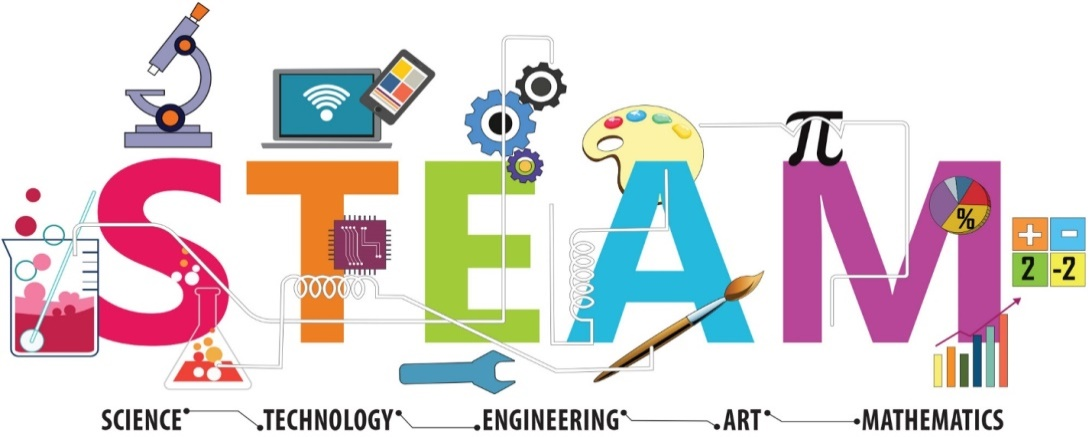 π
STEAM
%
+ -
2 -2
SCIENCE TECHNOLOGY ENGINEERING ART MATHEMATICS